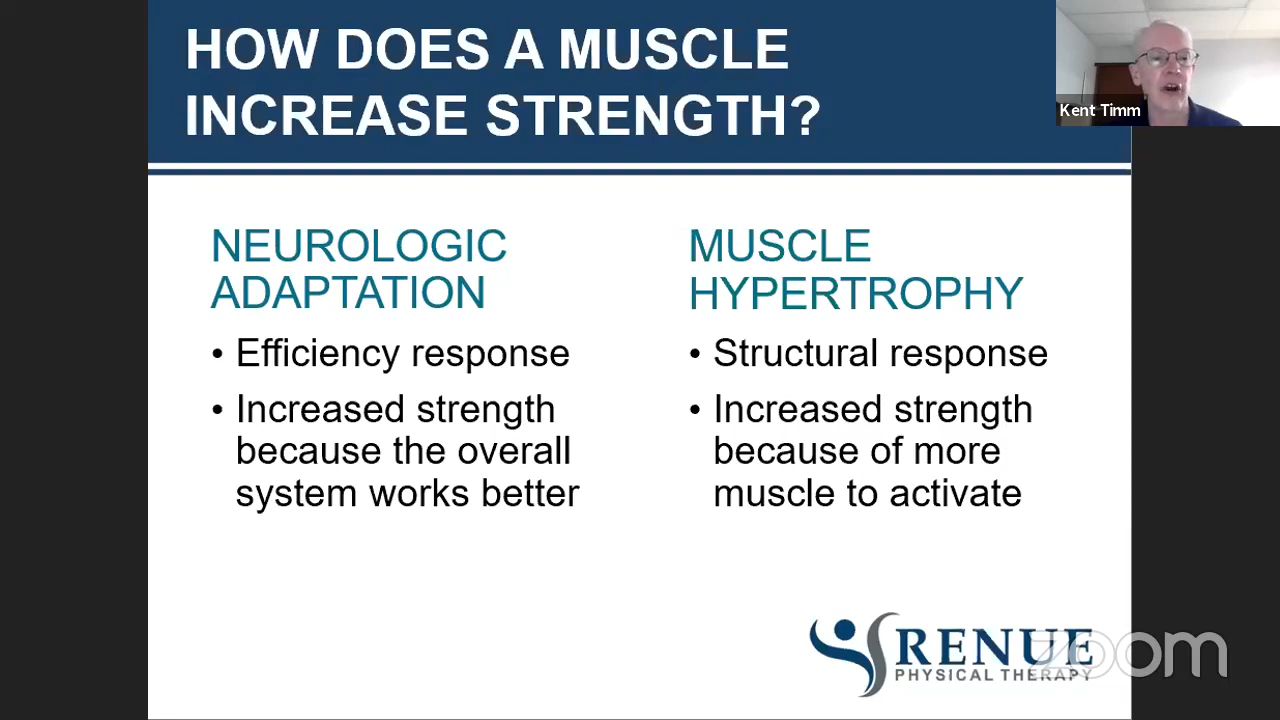 HOW DOES A MUSCLE
INCREASE STRENGTH?
Kent Timm
NEUROLOGIC
ADAPTATION
• Efficiency response
• Increased strength
because the overall
system works better
MUSCLE
HYPERTROPHY
• Structural response
• Increased strength
because of more
muscle to activate
RENUE
PHYSICAL THERAPY
zoom